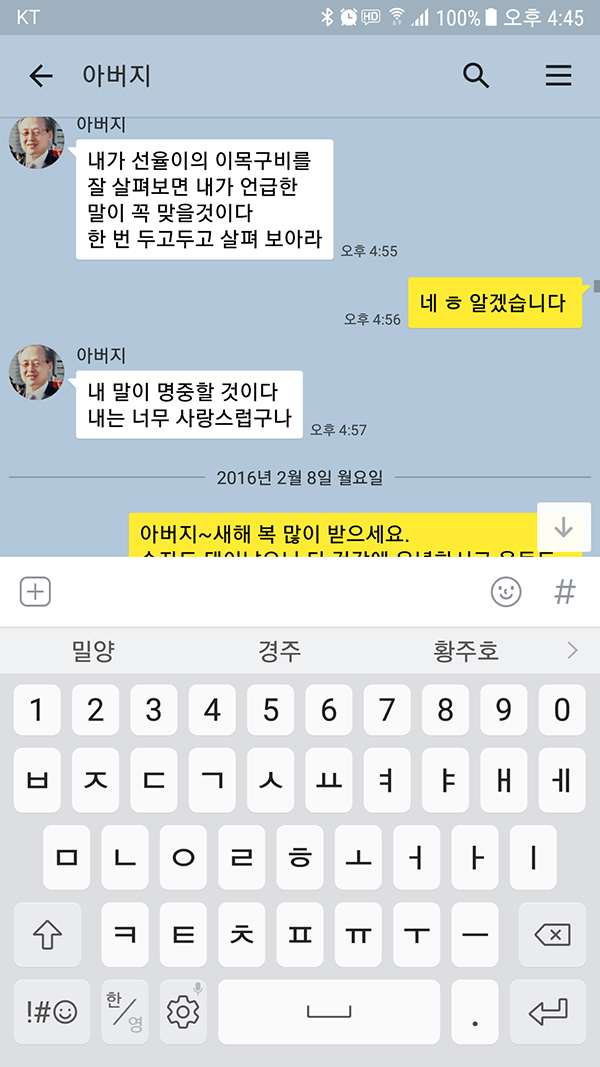 KT HD 100% 오후 4:45
아버지
아버지
내가 선율이의 이목구비를
잘 살펴보면 내가 언급한
말이 꼭 맞을것이다
한 번 두고두고 살펴 보아라
오후 4:55
네 ㅎ 알겠습니다
오후 4:56
아버지
내 말이 명중할 것이다
내는 너무 사랑스럽구나
오후 4:57
2016년 2월 8일 월요일
아버지~새해 복 많이 받으세요.
#
밀양 경주 황주호
1 2 3 4 5 6 7 8 9 0
ㅂ ㅈ ㄷ ㄱ ㅅ ㅛ ㅕ ㅑ ㅐ ㅔ
ㅁ ㄴ ㅇ ㄹ ㅎ ㅗ ㅓ ㅏ ㅣ
ㅋ ㅌ ㅊ ㅍ ㅠ ㅜ ㅡ
!#☺ 한/영 .